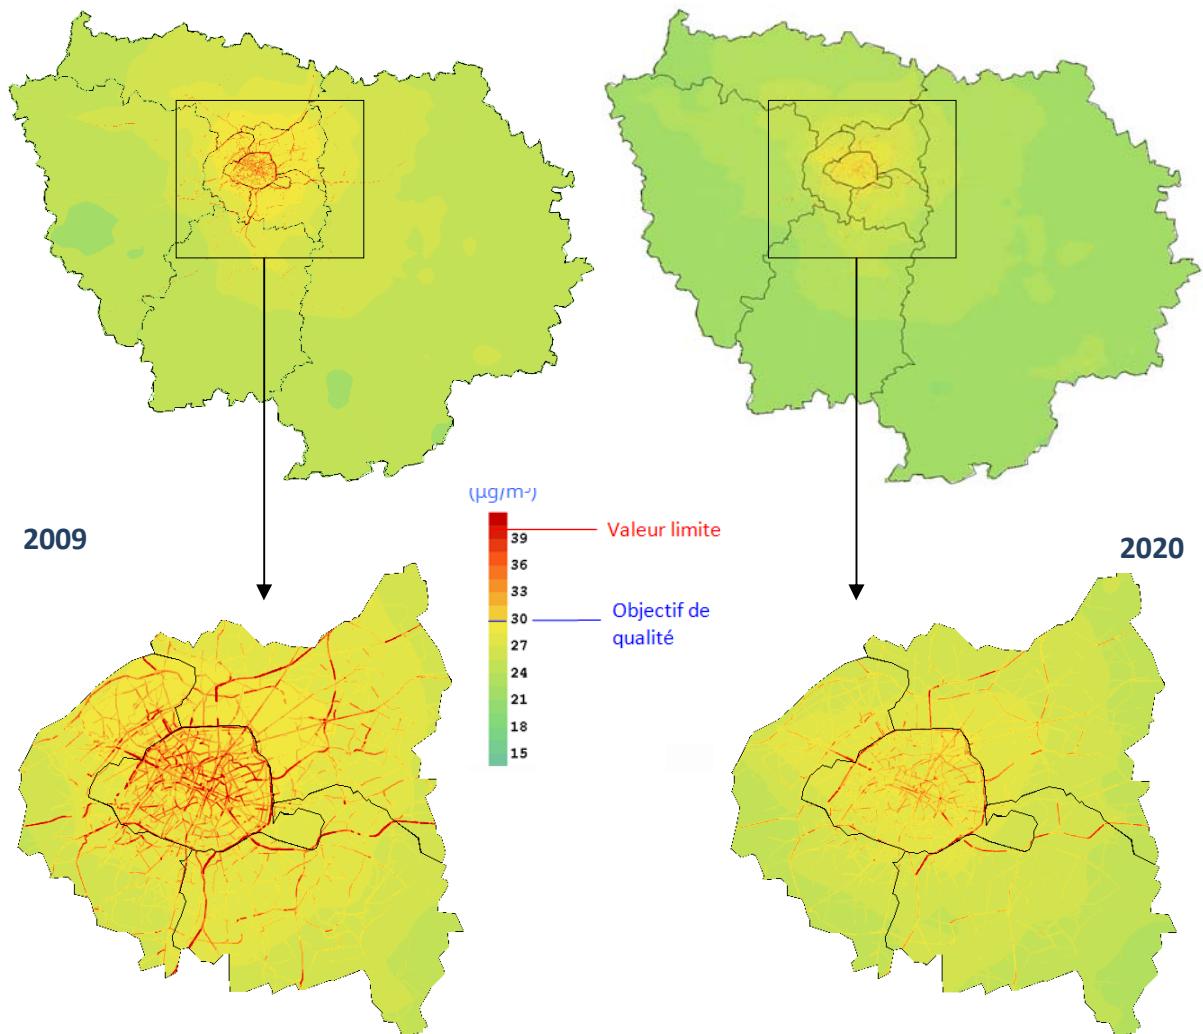 (µg/m³)
39
Valeur limite
36
33
30
Objectif de
qualité
27
24
21
18
15
2009
2020